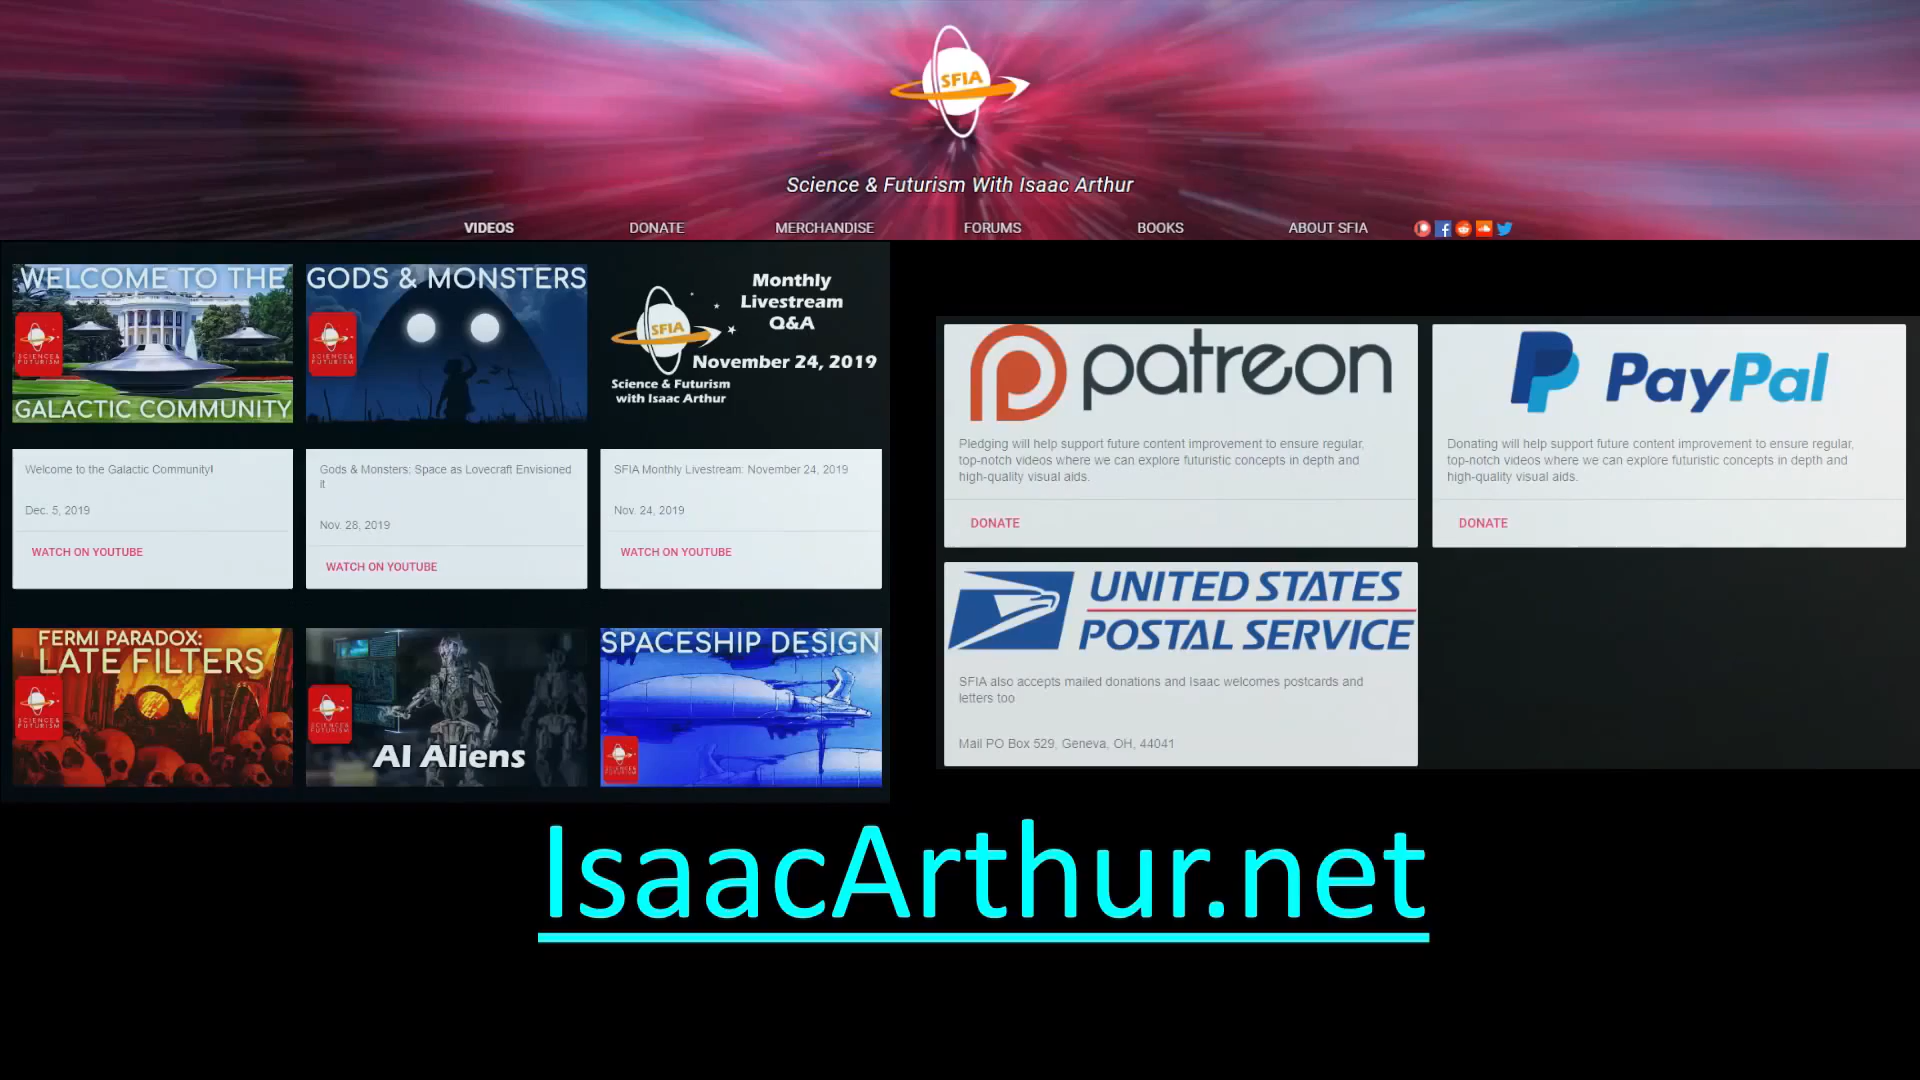 SFIA
Science & Futurism With Isaac Arthur
VIDEOS DONATE MERCHANDISE FORUMS BOOKS ABOUT SFIA
WELCOME TO THE
SCIENCE &
FUTURISM
GALACTIC COMMUNITY
GODS & MONSTERS
SCIENCE &
FUTURISM
Monthly
Livestream
Q&A
SFIA
November 24, 2019
Science & Futurism
with Isaac Arthur
Welcome to the Galactic Community!
Dec. 5, 2019
WATCH ON YOUTUBE
Gods & Monsters: Space as Lovecraft Envisioned
it
Nov. 28, 2019
WATCH ON YOUTUBE
SFIA Monthly Livestream: November 24, 2019
Nov. 24, 2019
WATCH ON YOUTUBE
FERMI PARADOX:
LATE FILTERS
SCIENCE &
FUTURISM
SCIENCE &
FUTURISM
AI Aliens
SPACESHIP DESIGN
patreon
Pledging will help support future content improvement to ensure regular,
top-notch videos where we can explore futuristic concepts in depth and
high-quality visual aids.
DONATE
PayPal
Donating will help support future content improvement to ensure regular,
top-notch videos where we can explore futuristic concepts in depth and
high-quality visual aids.
DONATE
UNITED STATES
POSTAL SERVICE
SFIA also accepts mailed donations and Isaac welcomes postcards and
letters too
Mail PO Box 529, Geneva, OH, 44041
IsaacArthur.net